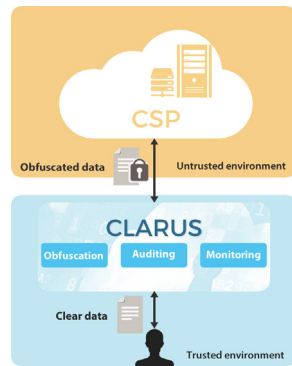 CSP
Obfuscated data
Untrusted environment
CLARUS
Obfuscation
Auditing
Monitoring
Clear data
Trusted environment